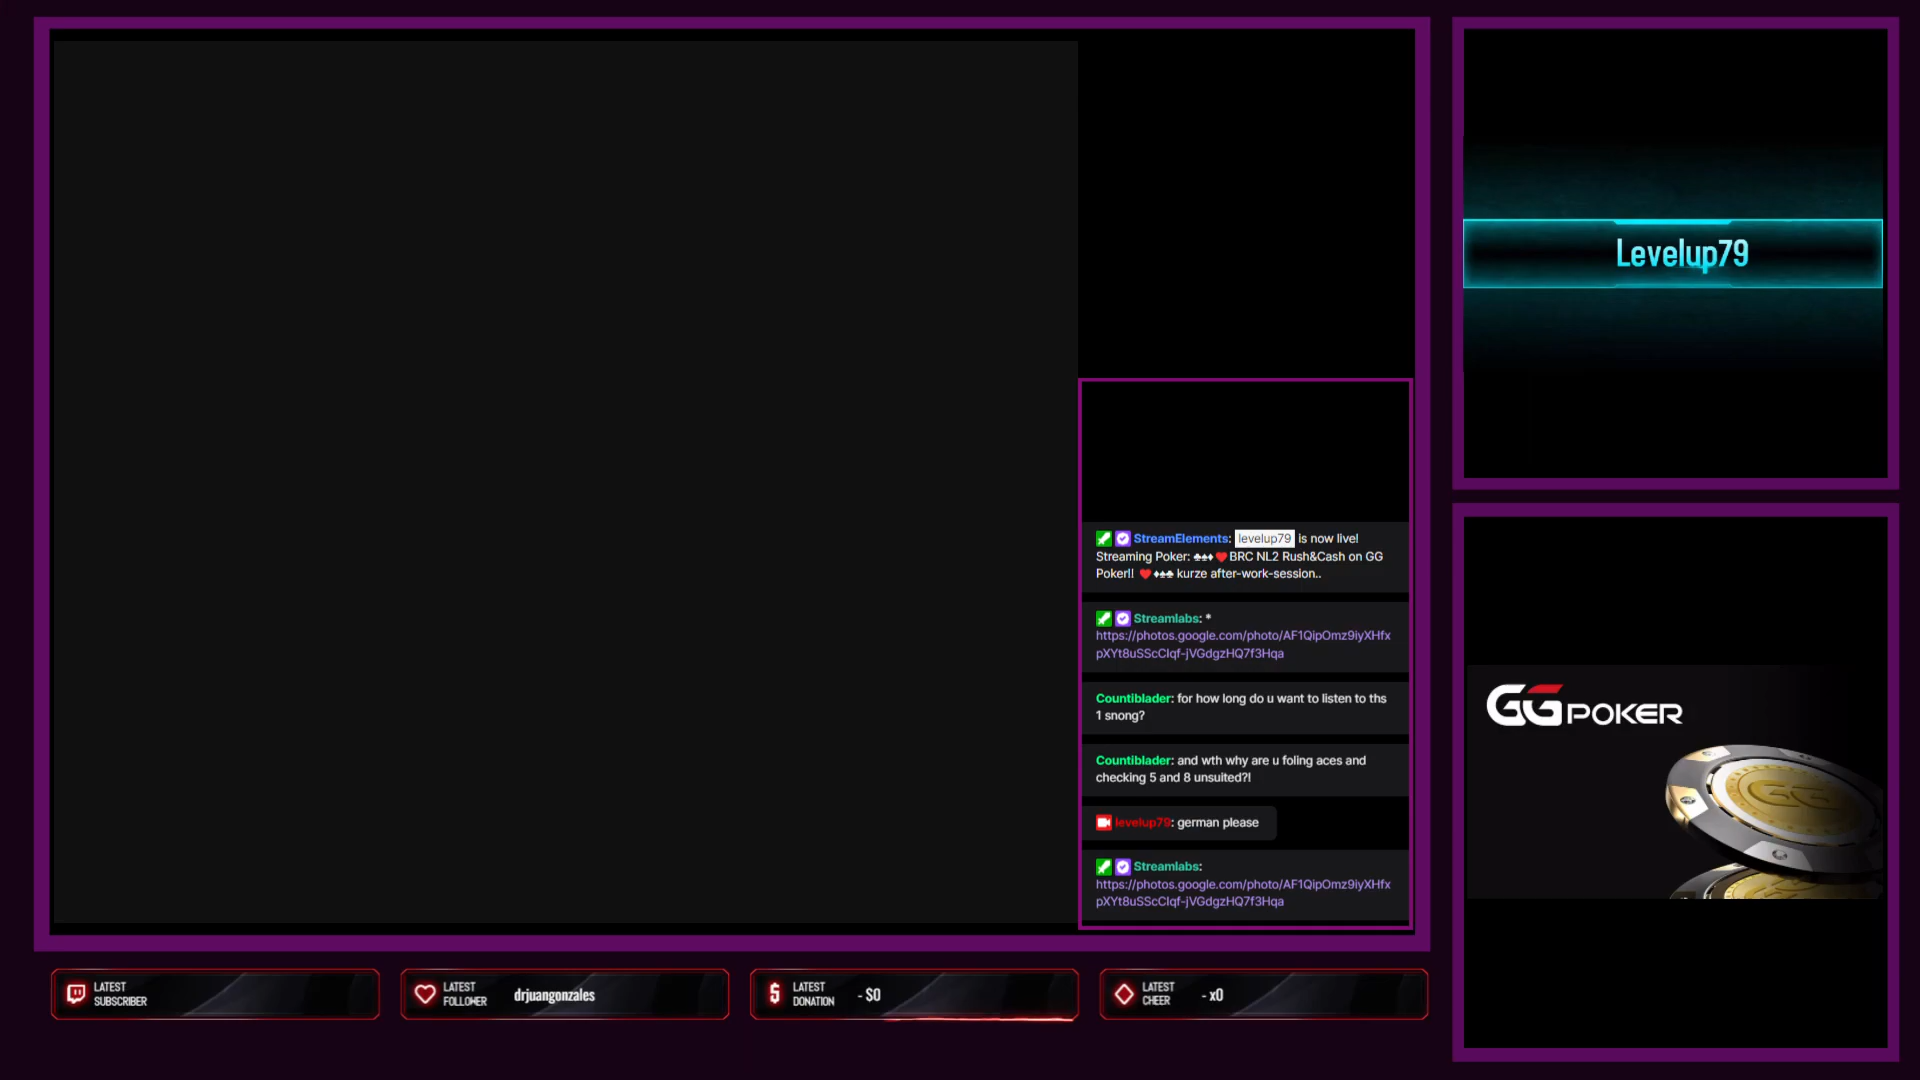 Levelup79
StreamElements: levelup79 is now live!
Streaming Poker: ♣♠♦❤️BRC NL2 Rush&Cash on GG
Poker!! ❤️♦♠♣ kurze after-work-session..
Streamlabs: *
https://photos.google.com/photo/AF1QipOmz9iyXHfx
pXYt8uSScClqf-jVGdgzHQ7f3Hqa
Countiblader: for how long do u want to listen to ths
1 snong?
Countiblader: and wth why are u foling aces and
checking 5 and 8 unsuited?!
levelup79: german please
Streamlabs:
https://photos.google.com/photo/AF1QipOmz9iyXHfx
pXYt8uSScClqf-jVGdgzHQ7f3Hqa
GGPOKER
LATEST
SUBSCRIBER
LATEST
FOLLOWER
drjuangonzales
LATEST
DONATION
- $0
LATEST
CHEER
- x0